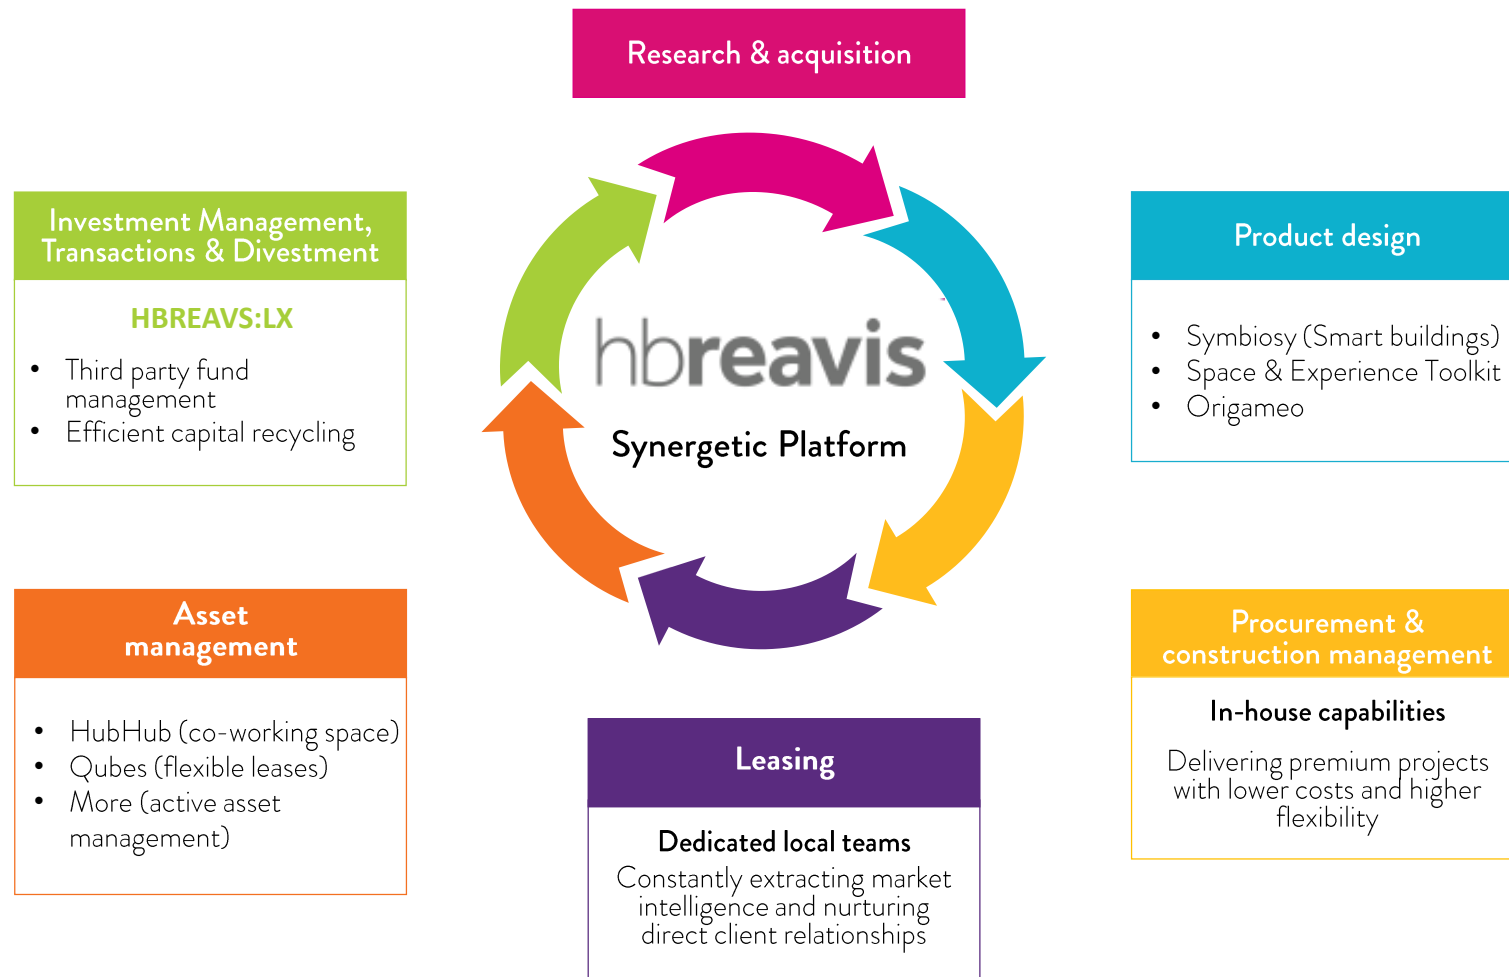 Research & acquisition
Investment Management,
Transactions & Divestment
HBREAVS:LX
• Third party fund
management
• Efficient capital recycling
Product design
• Symbiosy (Smart buildings)
• Space & Experience Toolkit
• Origameo
hbreavis
Synergetic Platform
Asset
management
• HubHub (co-working space)
• Qubes (flexible leases)
• More (active asset
management)
Leasing
Dedicated local teams
Constantly extracting market
intelligence and nurturing
direct client relationships
Procurement &
construction management
In-house capabilities
Delivering premium projects
with lower costs and higher
flexibility